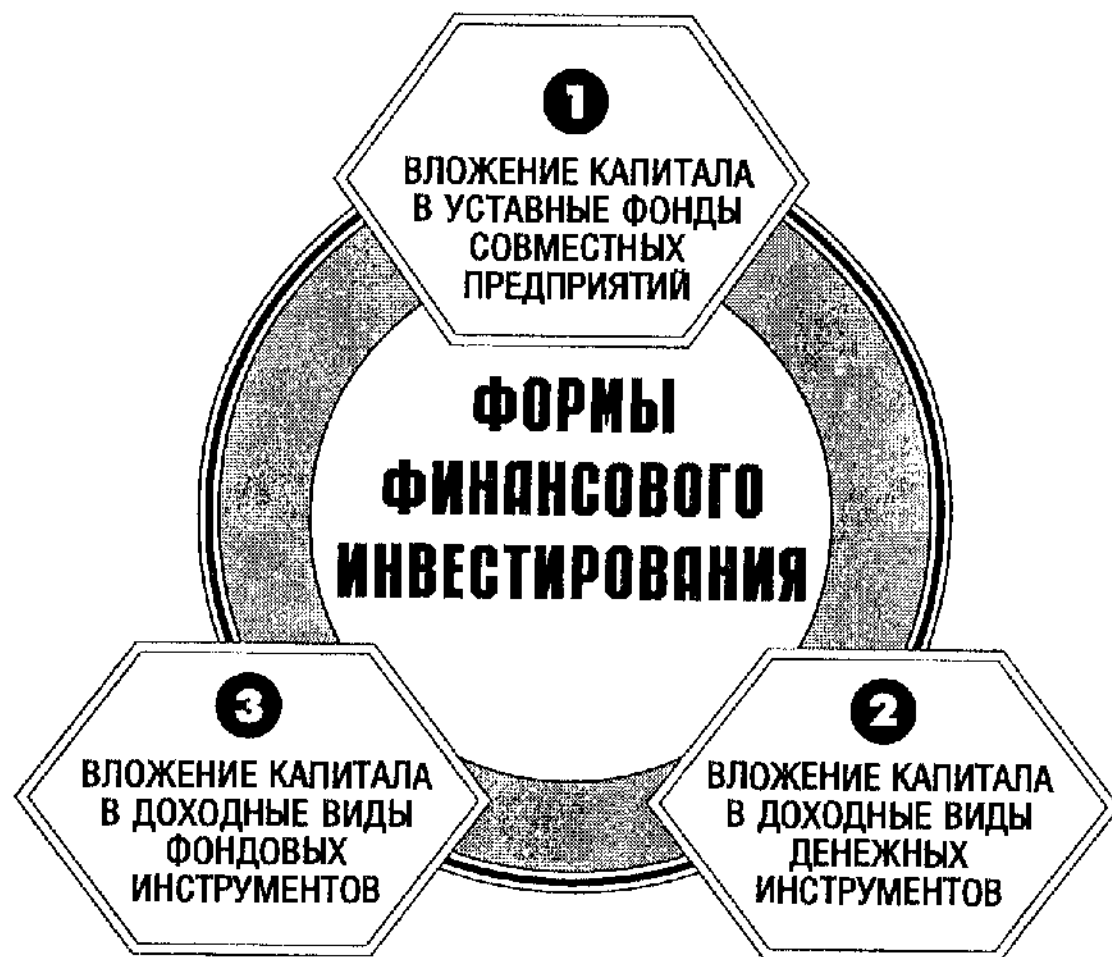 1
ВЛОЖЕНИЕ КАПИТАЛА
В УСТАВНЫЕ ФОНДЫ
СОВМЕСТНЫХ
ПРЕДПРИЯТИЙ
ФОРМЫ
ФИНАНСОВОГО
ИНВЕСТИРОВАНИЯ
3
ВЛОЖЕНИЕ КАПИТАЛА
В ДОХОДНЫЕ ВИДЫ
ФОНДОВЫХ
ИНСТРУМЕНТОВ
2
ВЛОЖЕНИЕ КАПИТАЛА
В ДОХОДНЫЕ ВИДЫ
ДЕНЕЖНЫХ
ИНСТРУМЕНТОВ